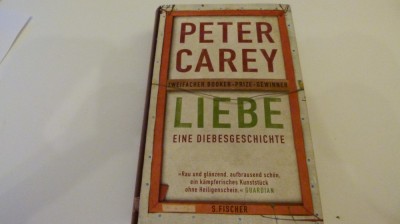 PETER
CAREY
ZWEIFACHER BOOKER-PRIZE-GEWINNER
LIEBE
EINE DIEBESGESCHICHTE
»Rau und glänzend, aufbrausend schön,
ein kämpferisches Kunststück
ohne Heiligenschein.« GUARDIAN
S. FISCHER